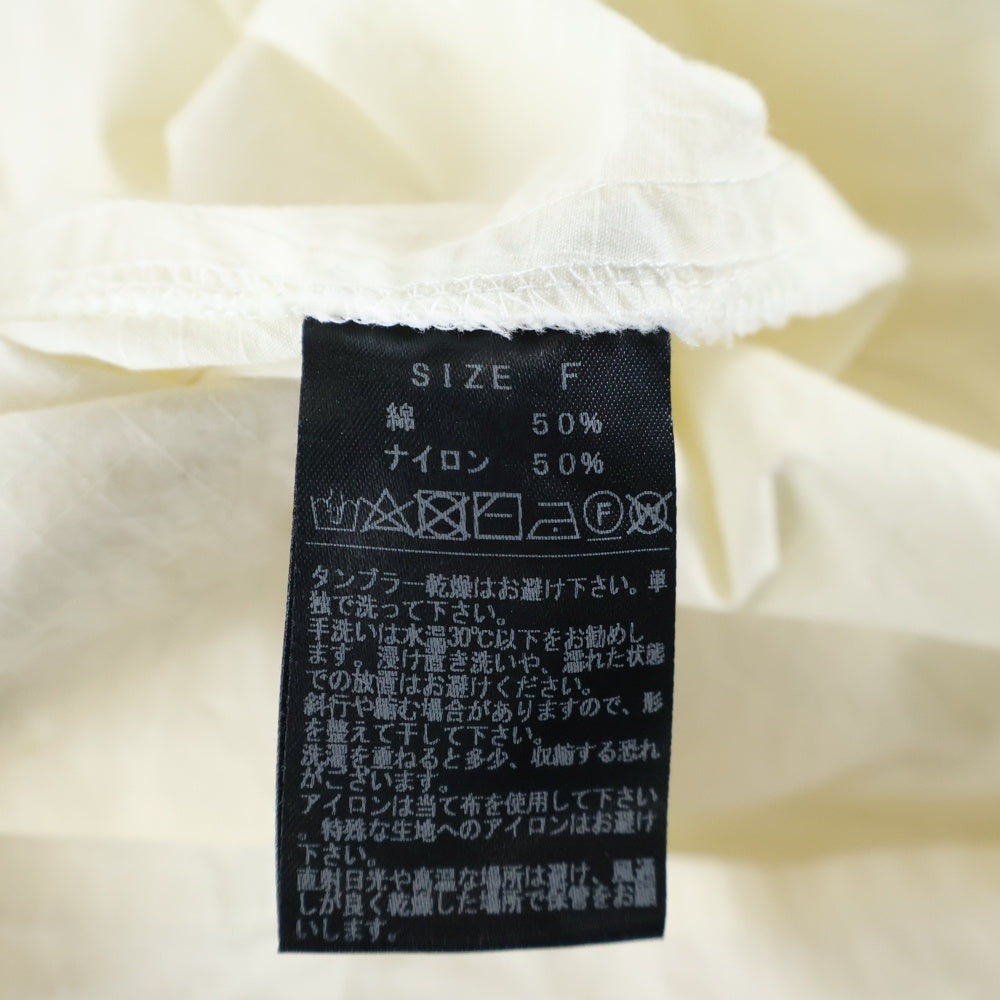 SIZE F
綿 50%
ナイロン 50%
F W
タンブラー乾燥はお避け下さい。単
独で洗って下さい。
手洗いは水温30℃以下をお勧めし
ます。浸け置き洗いや、濡れた状態
での放置はお避けください。
斜行や縮む場合がありますので、形
を整えて干して下さい。
洗濯を重ねると多少、収縮する恐れ
がございます。
アイロンは当て布を使用して下さい
。特殊な生地へのアイロンはお避け
下さい。
直射日光や高温な場所は避け、風通
しが良く乾燥した場所で保管をお願
いします。